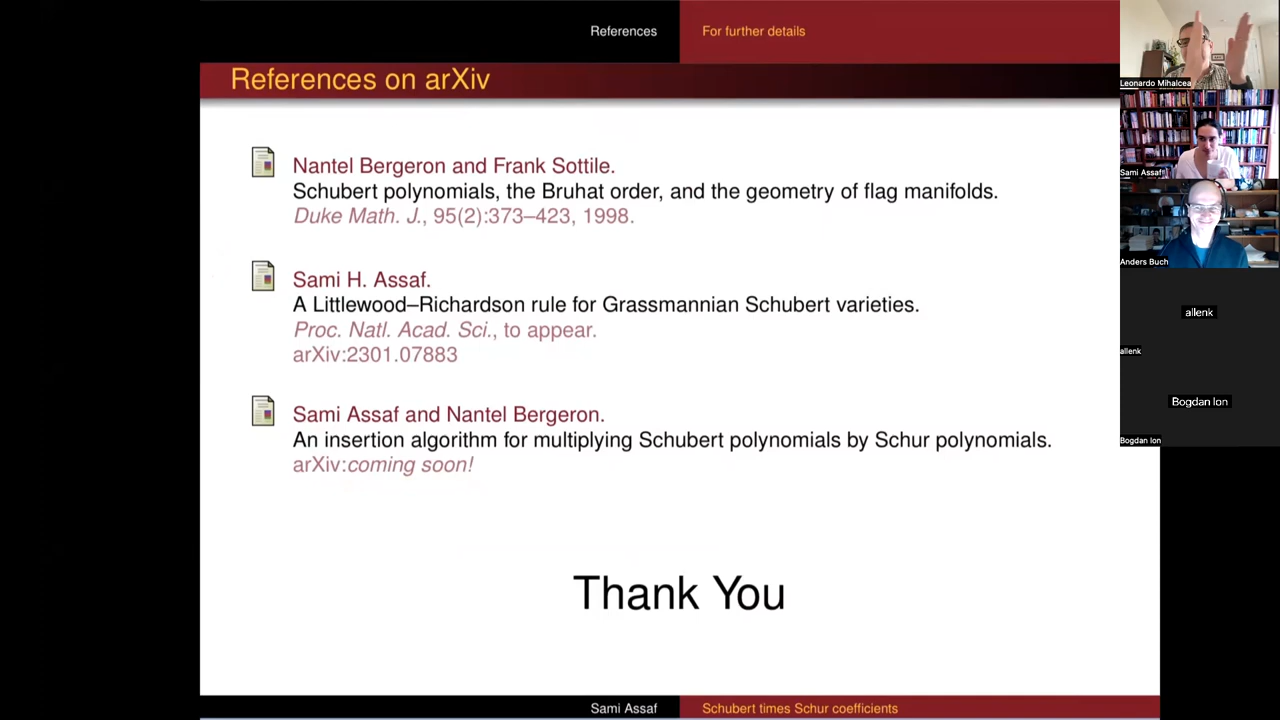 References
For further details
References on arXiv
Nantel Bergeron and Frank Sottile.
Schubert polynomials, the Bruhat order, and the geometry of flag manifolds.
Duke Math. J., 95(2):373–423, 1998.
Sami H. Assaf.
A Littlewood–Richardson rule for Grassmannian Schubert varieties.
Proc. Natl. Acad. Sci., to appear.
arXiv:2301.07883
Sami Assaf and Nantel Bergeron.
An insertion algorithm for multiplying Schubert polynomials by Schur polynomials.
arXiv:coming soon!
Thank You
Sami Assaf
Schubert times Schur coefficients
Leonardo Mihalcea
Sami Assaf
Anders Buch
allenk
allenk
Bogdan Ion
Bogdan Ion